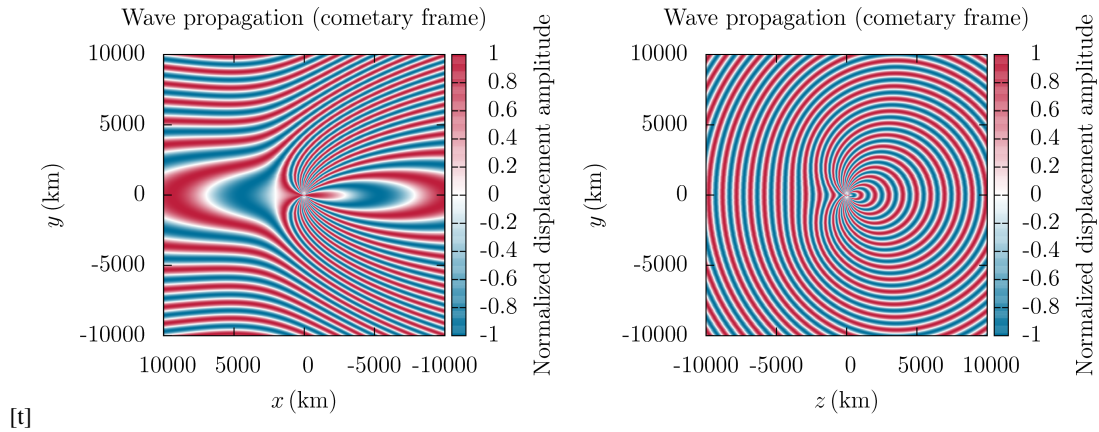 Wave propagation (cometary frame)
10000
5000
0
-5000
-10000
y (km)
10000 5000 0 -5000 -10000
x (km)
1
0.8
0.6
0.4
0.2
0
-0.2
-0.4
-0.6
-0.8
-1
Normalized displacement amplitude
Wave propagation (cometary frame)
10000
5000
0
-5000
-10000
y (km)
-10000 -5000 0 5000 10000
z (km)
1
0.8
0.6
0.4
0.2
0
-0.2
-0.4
-0.6
-0.8
-1
Normalized displacement amplitude
[t]